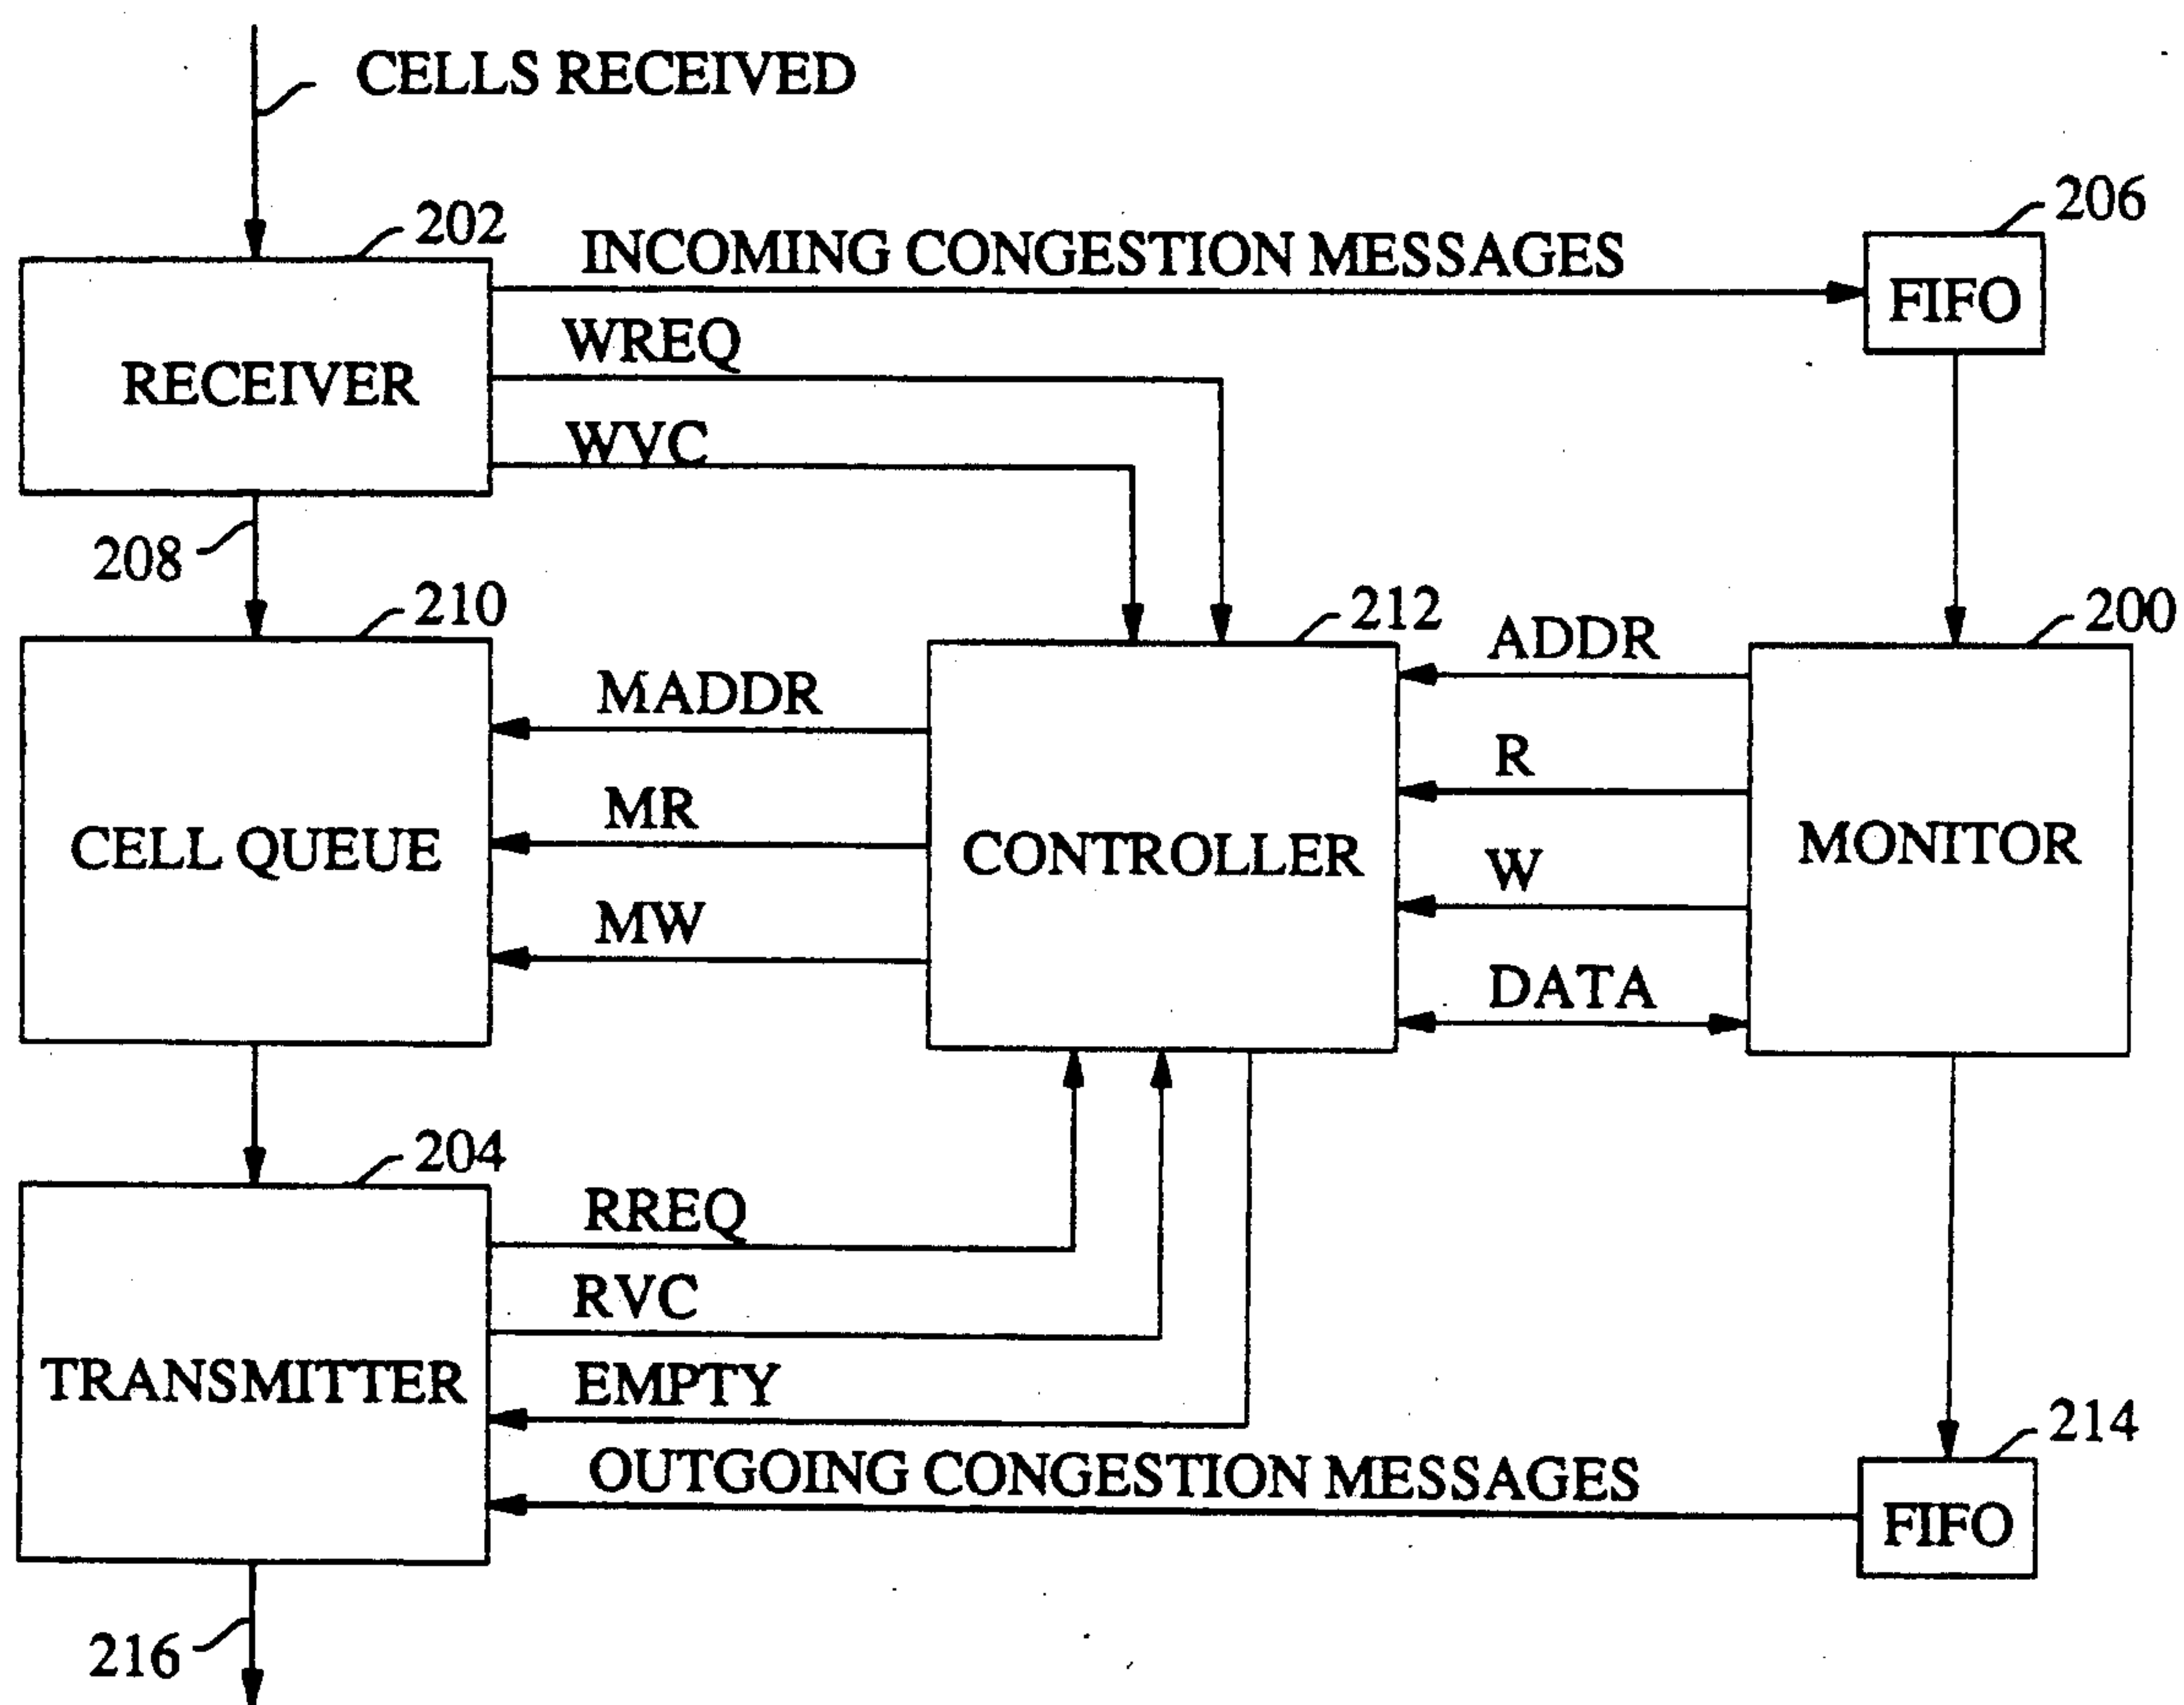 CELLS RECEIVED
202
206
INCOMING CONGESTION MESSAGES
FIFO
WREQ
RECEIVER
WVC
208
210
212
ADDR
200
MADDR
R
MR
CELL QUEUE
CONTROLLER
MONITOR
W
MW
DATA
204
RREQ
RVC
TRANSMITTER
EMPTY
214
OUTGOING CONGESTION MESSAGES
FIFO
216